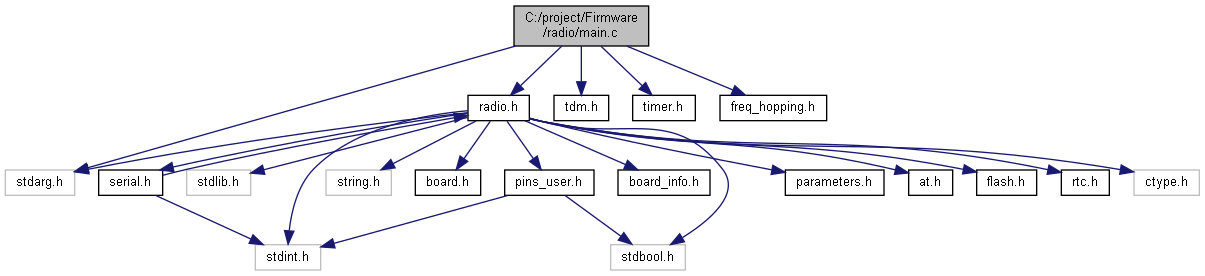 C:/project/Firmware
/radio/main.c
radio.h
tdm.h
timer.h
freq_hopping.h
stdarg.h
serial.h
stdlib.h
string.h
board.h
pins_user.h
board_info.h
parameters.h
at.h
flash.h
rtc.h
ctype.h
stdint.h
stdbool.h